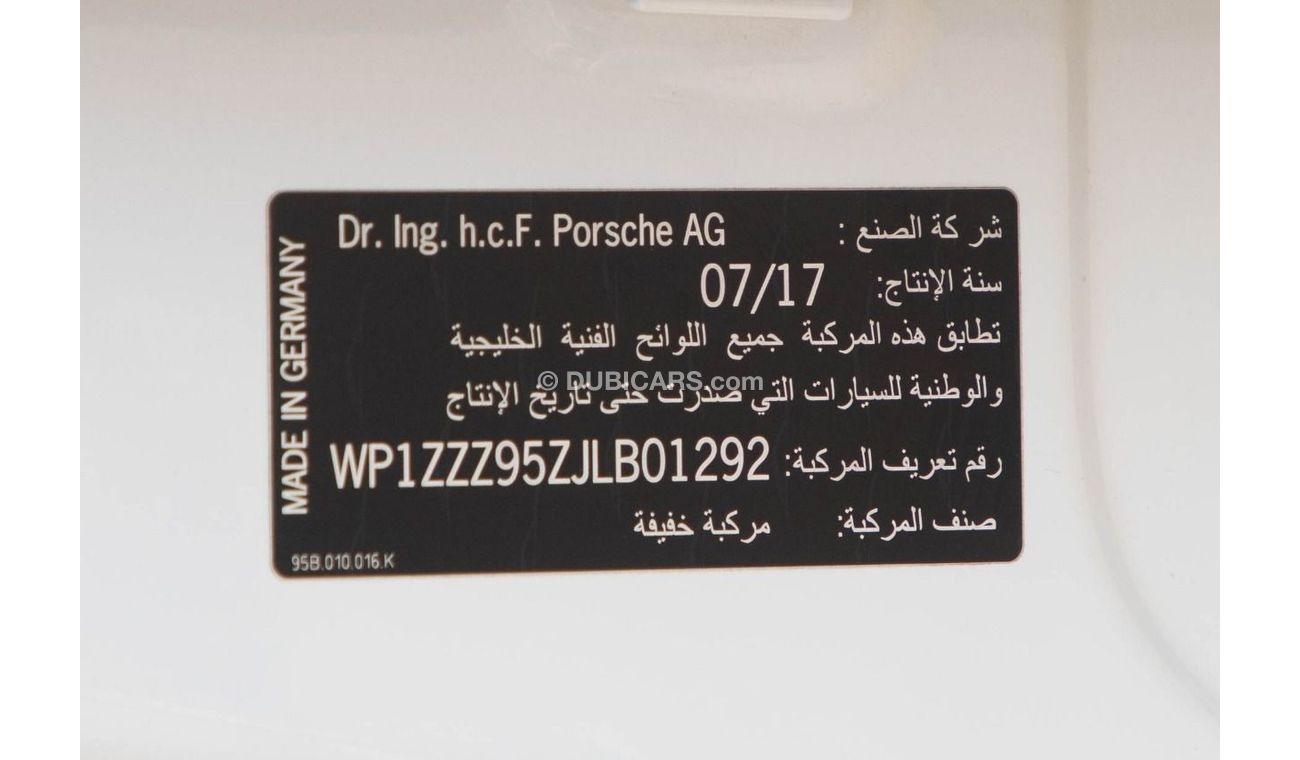 شركة الصنع : Dr. Ing. h.c.F. Porsche AG
سنة الإنتاج: 07/17
تطابق هذه المركبة جميع اللوائح الفنية الخليجية
والوطنية للسيارات التي صدرت حتى تاريخ الإنتاج
© DUBICARS.com
رقم تعريف المركبة: WP1ZZZ95ZJLB01292
صنف المركبة: مركبة خفيفة
MADE IN GERMANY
95B.010.016.K